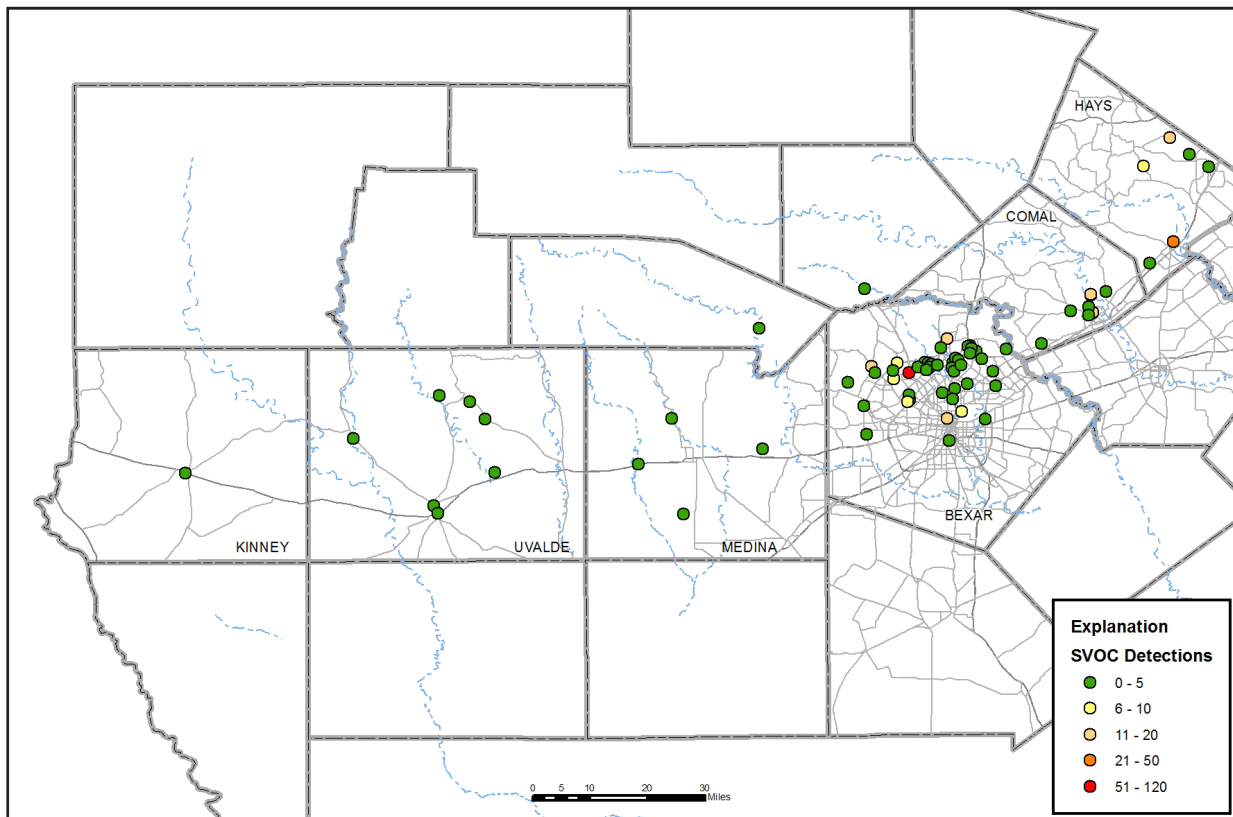 HAYS
COMAL
KINNEY
UVALDE
MEDINA
BEXAR
Explanation
SVOC Detections
0 - 5
6 - 10
11 - 20
21 - 50
51 - 120
0 5 10 20 30
Miles